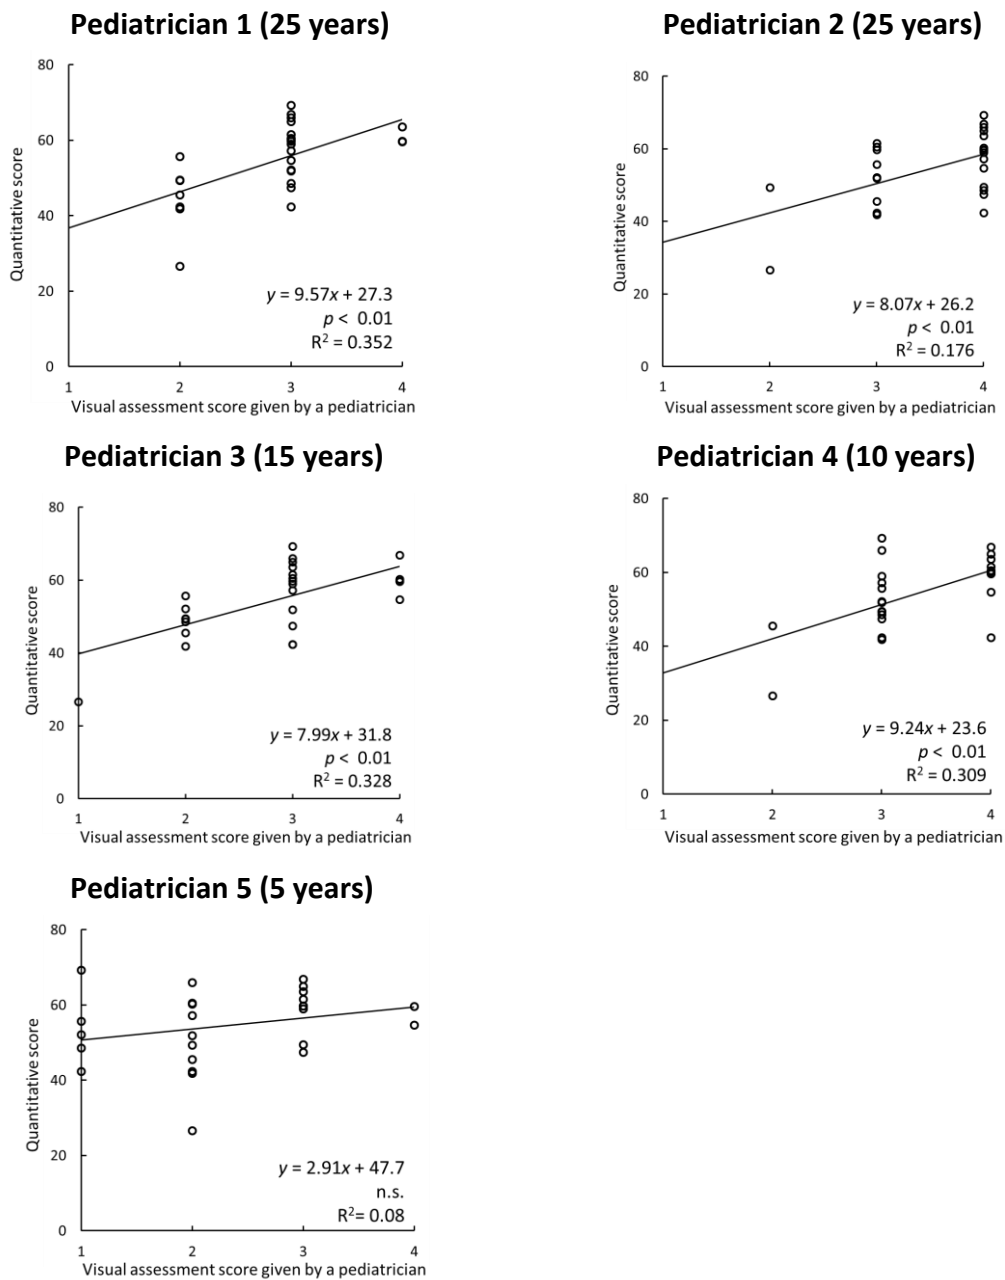 Pediatrician 1 (25 years)
80
60
40
20
0
Quantitative score
y = 9.57x + 27.3
p < 0.01
R² = 0.352
1 2 3 4
Visual assessment score given by a pediatrician
Pediatrician 2 (25 years)
80
60
40
20
0
Quantitative score
y = 8.07x + 26.2
p < 0.01
R² = 0.176
1 2 3 4
Visual assessment score given by a pediatrician
Pediatrician 3 (15 years)
80
60
40
20
0
Quantitative score
y = 7.99x + 31.8
p < 0.01
R² = 0.328
1 2 3 4
Visual assessment score given by a pediatrician
Pediatrician 4 (10 years)
80
60
40
20
0
Quantitative score
y = 9.24x + 23.6
p < 0.01
R² = 0.309
1 2 3 4
Visual assessment score given by a pediatrician
Pediatrician 5 (5 years)
80
60
40
20
0
Quantitative score
y = 2.91x + 47.7
n.s.
R²= 0.08
1 2 3 4
Visual assessment score given by a pediatrician